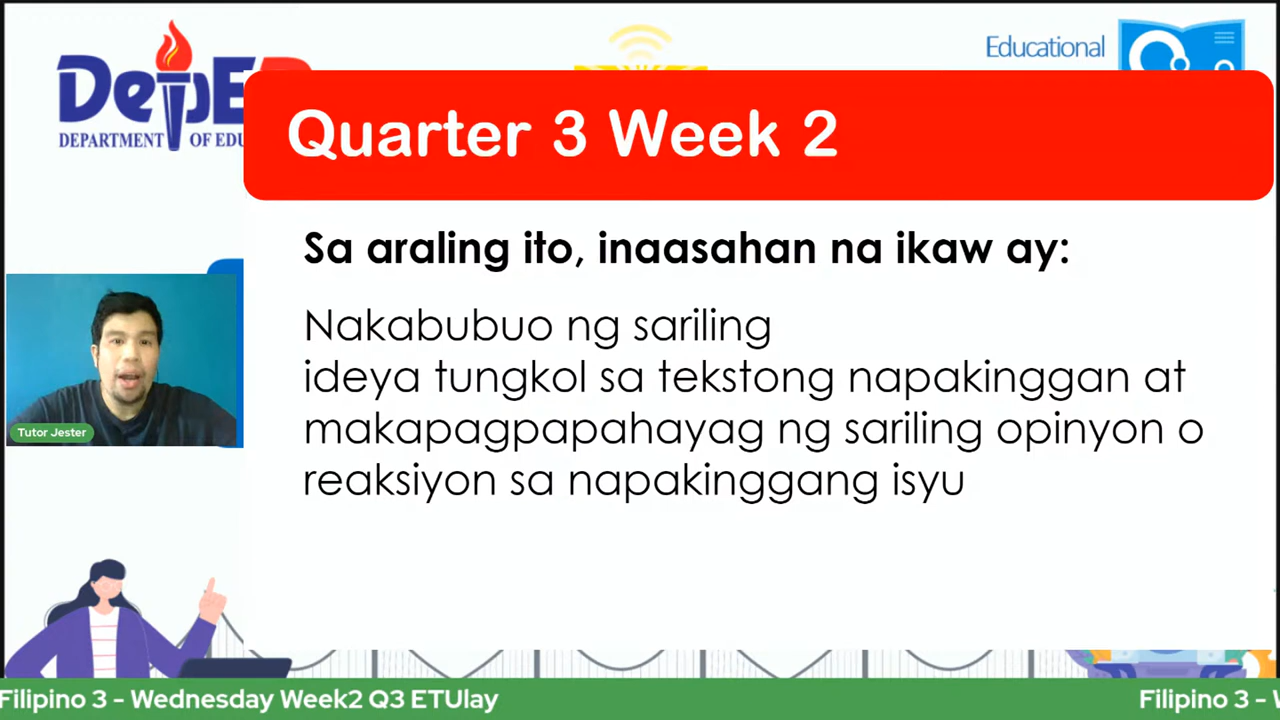 Educational
DEPARTMENT OF EDU
Quarter 3 Week 2
Sa araling ito, inaasahan na ikaw ay:
Nakabubuo ng sariling
ideya tungkol sa tekstong napakinggan at
makapagpapahayag ng sariling opinyon o
reaksiyon sa napakinggang isyu
Tutor Jester
Filipino 3 - Wednesday Week2 Q3 ETUlay
Filipino 3 - W